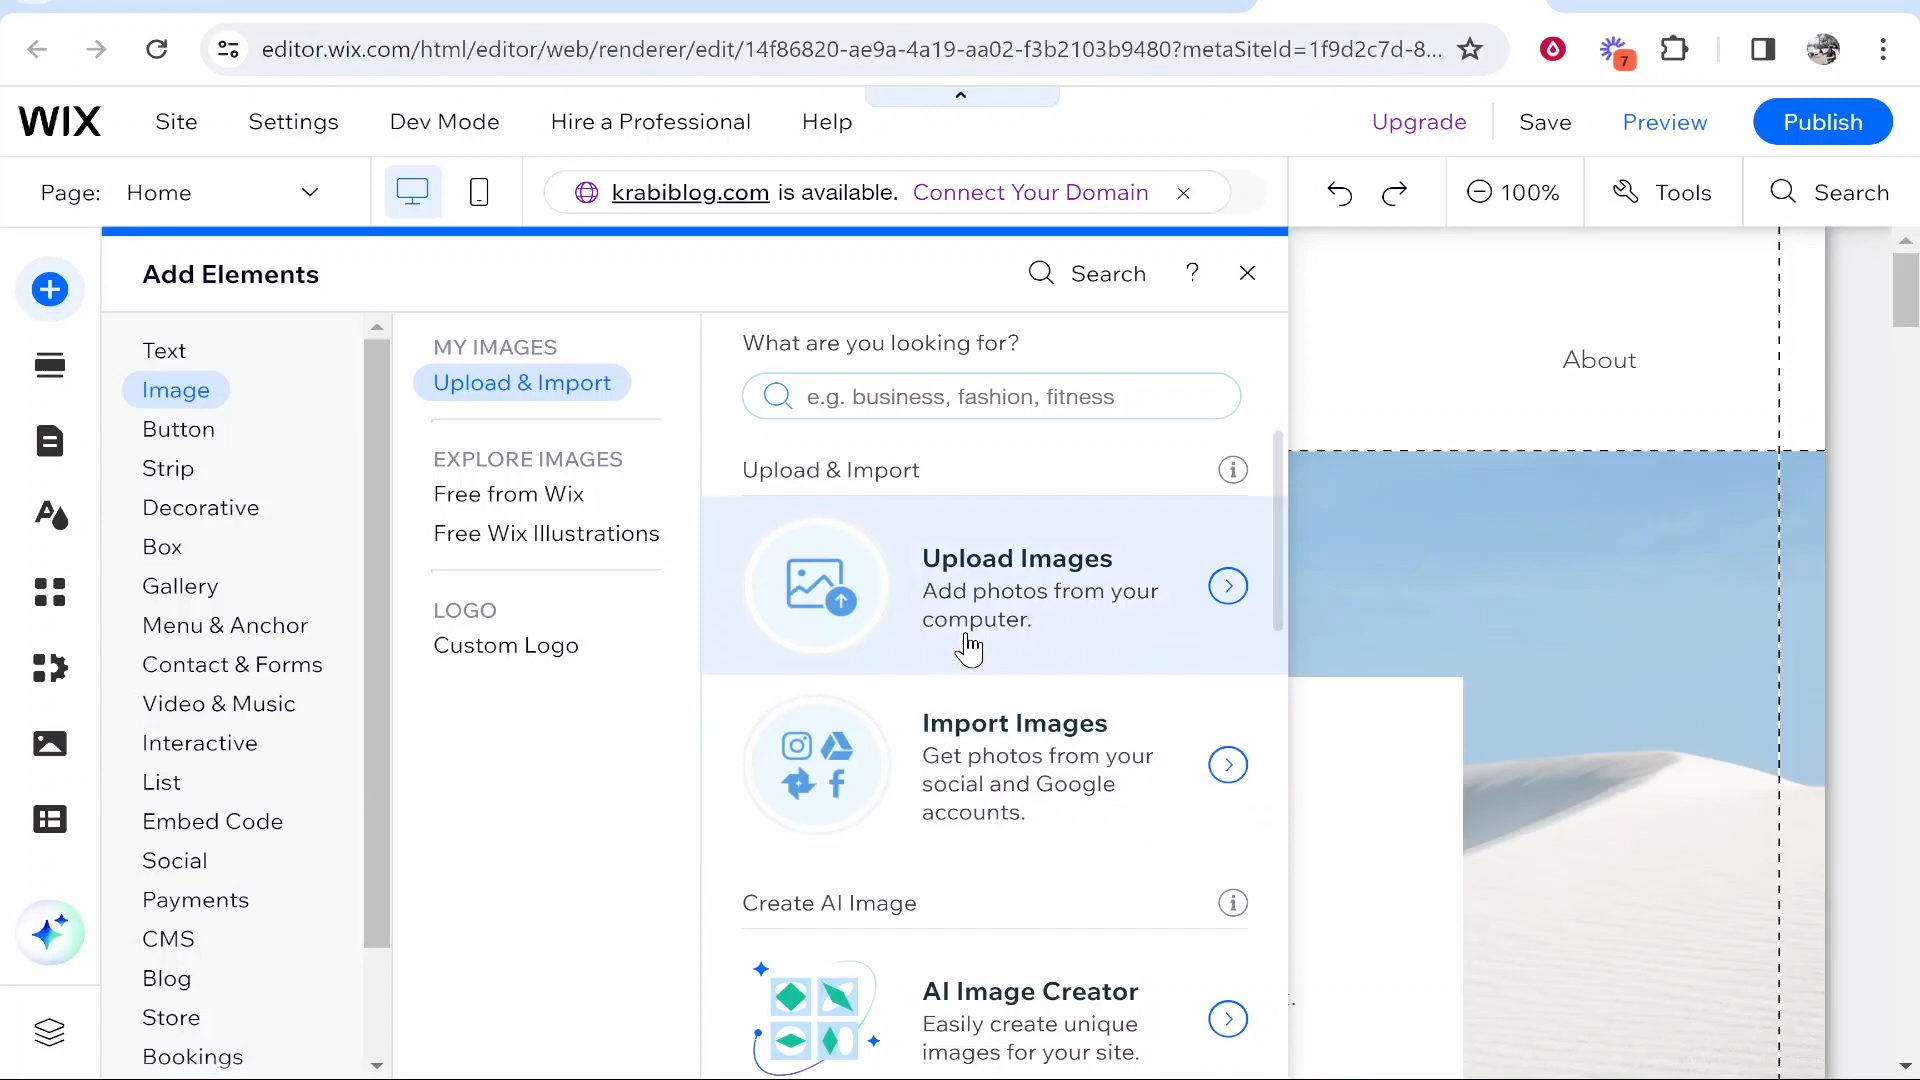 editor.wix.com/html/editor/web/renderer/edit/14f86820-ae9a-4a19-aa02-f3b2103b9480?metaSiteId=1f9d2c7d-8...
7
WIX
Site
Settings
Dev Mode
Hire a Professional
Help
Upgrade
Save
Preview
Publish
Page: Home
krabiblog.com is available. Connect Your Domain
100%
Tools
Search
Add Elements
Search
?
Text
Image
Button
Strip
Decorative
Box
Gallery
Menu & Anchor
Contact & Forms
Video & Music
Interactive
List
Embed Code
Social
Payments
CMS
Blog
Store
Bookings
MY IMAGES
Upload & Import
EXPLORE IMAGES
Free from Wix
Free Wix Illustrations
LOGO
Custom Logo
What are you looking for?
e.g. business, fashion, fitness
Upload & Import
Upload Images
Add photos from your
computer.
Import Images
Get photos from your
social and Google
accounts.
Create AI Image
AI Image Creator
Easily create unique
images for your site.
About